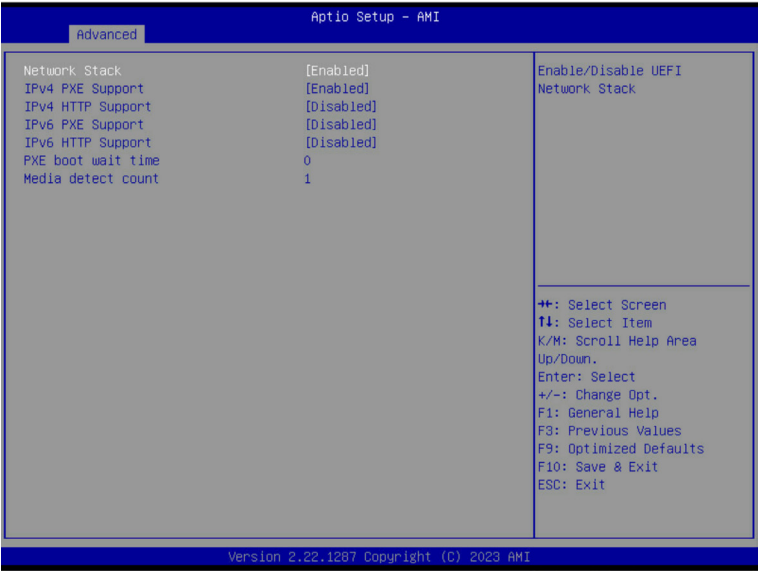 Aptio Setup – AMI
Advanced
Network Stack [Enabled]
IPv4 PXE Support [Enabled]
IPv4 HTTP Support [Disabled]
IPv6 PXE Support [Disabled]
IPv6 HTTP Support [Disabled]
PXE boot wait time 0
Media detect count 1
Enable/Disable UEFI
Network Stack
→←: Select Screen
↑↓: Select Item
K/M: Scroll Help Area
Up/Down.
Enter: Select
+/-: Change Opt.
F1: General Help
F3: Previous Values
F9: Optimized Defaults
F10: Save & Exit
ESC: Exit
Version 2.22.1287 Copyright (C) 2023 AMI